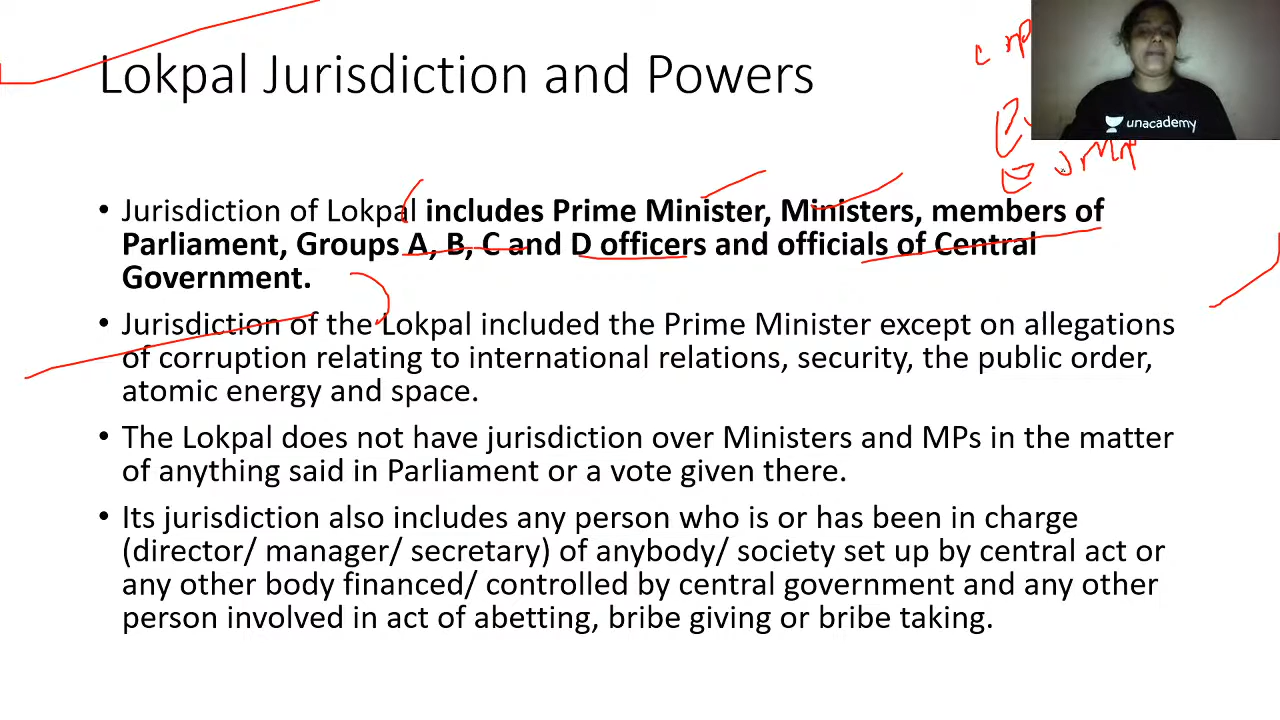 Lokpal Jurisdiction and Powers
unacademy
• Jurisdiction of Lokpal includes Prime Minister, Ministers, members of
Parliament, Groups A, B, C and D officers and officials of Central
Government.
• Jurisdiction of the Lokpal included the Prime Minister except on allegations
of corruption relating to international relations, security, the public order,
atomic energy and space.
• The Lokpal does not have jurisdiction over Ministers and MPs in the matter
of anything said in Parliament or a vote given there.
• Its jurisdiction also includes any person who is or has been in charge
(director/ manager/ secretary) of anybody/ society set up by central act or
any other body financed/ controlled by central government and any other
person involved in act of abetting, bribe giving or bribe taking.